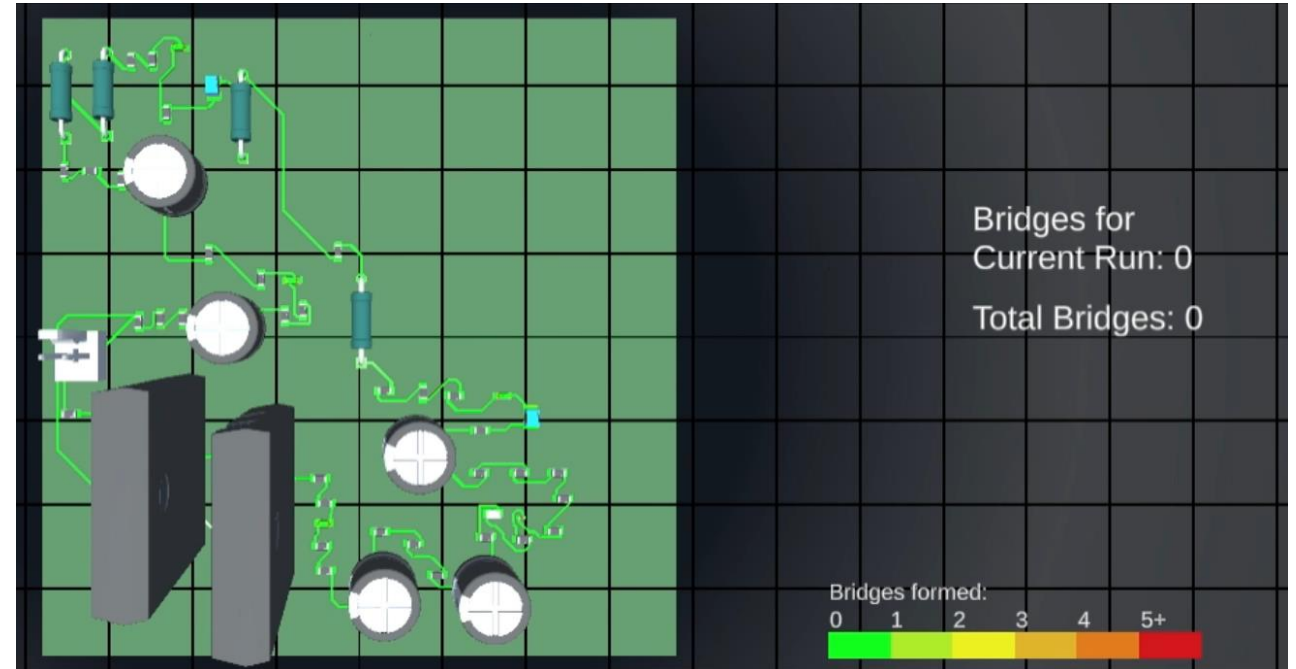 Bridges for
Current Run: 0
Total Bridges: 0
Bridges formed:
0 1 2 3 4 5+